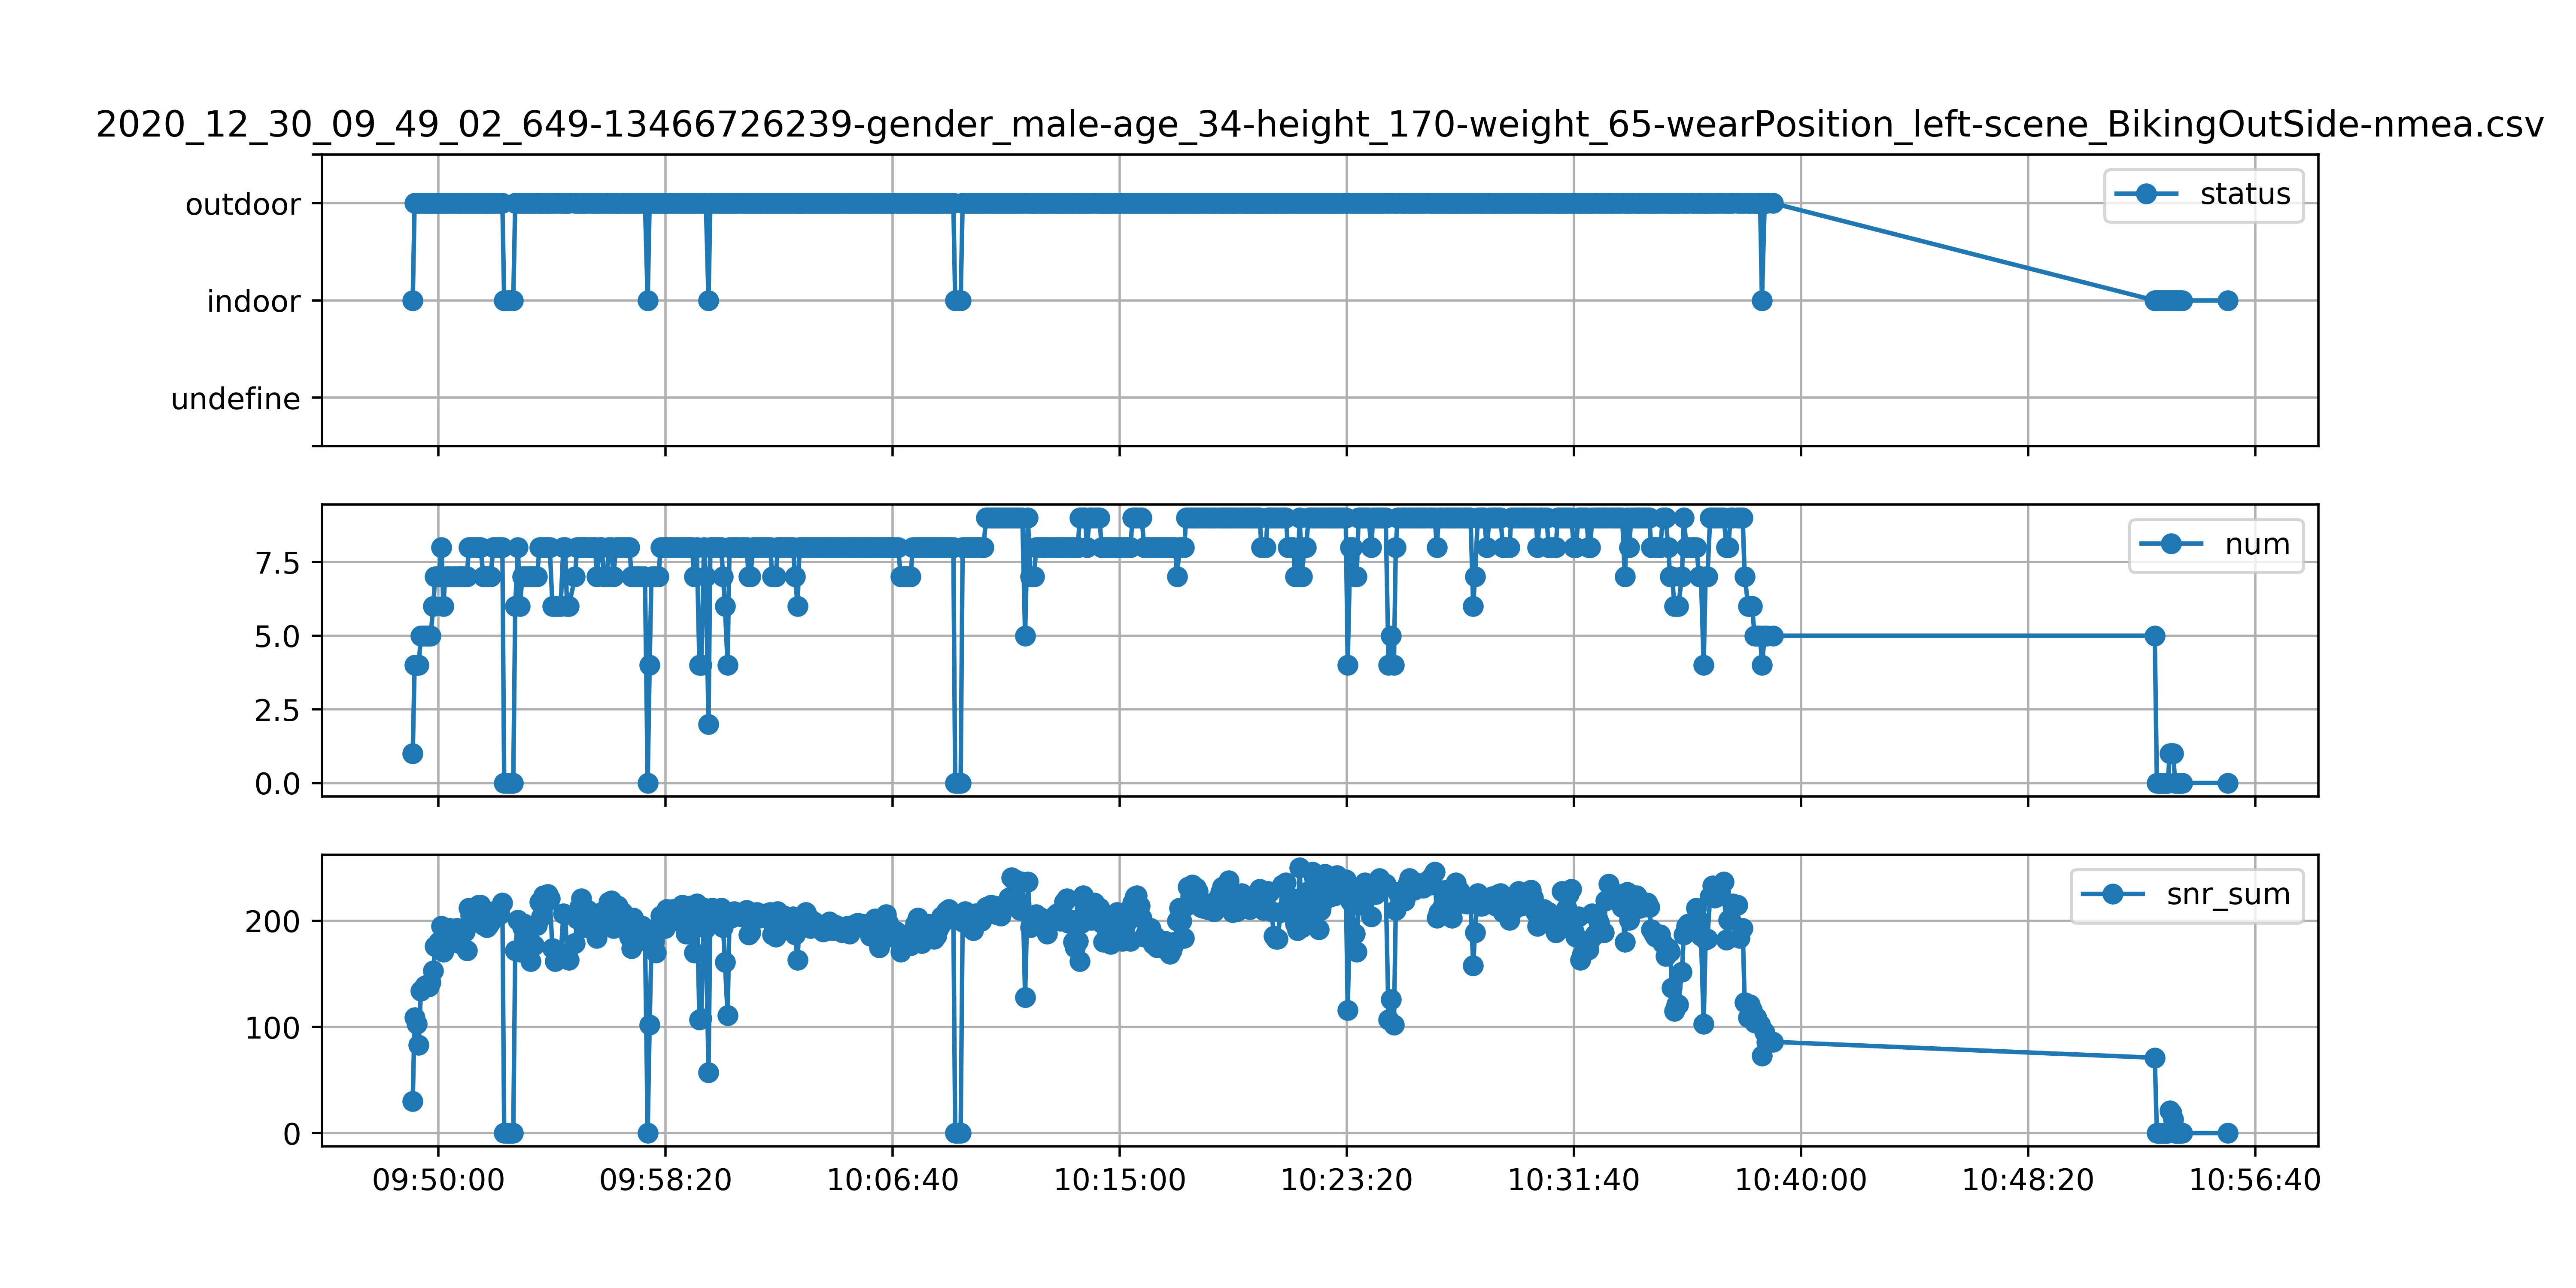 2020_12_30_09_49_02_649-13466726239-gender_male-age_34-height_170-weight_65-wearPosition_left-scene_BikingOutSide-nmea.csv
outdoor
indoor
undefine
status
7.5
5.0
2.5
0.0
num
200
100
0
snr_sum
09:50:00 09:58:20 10:06:40 10:15:00 10:23:20 10:31:40 10:40:00 10:48:20 10:56:40